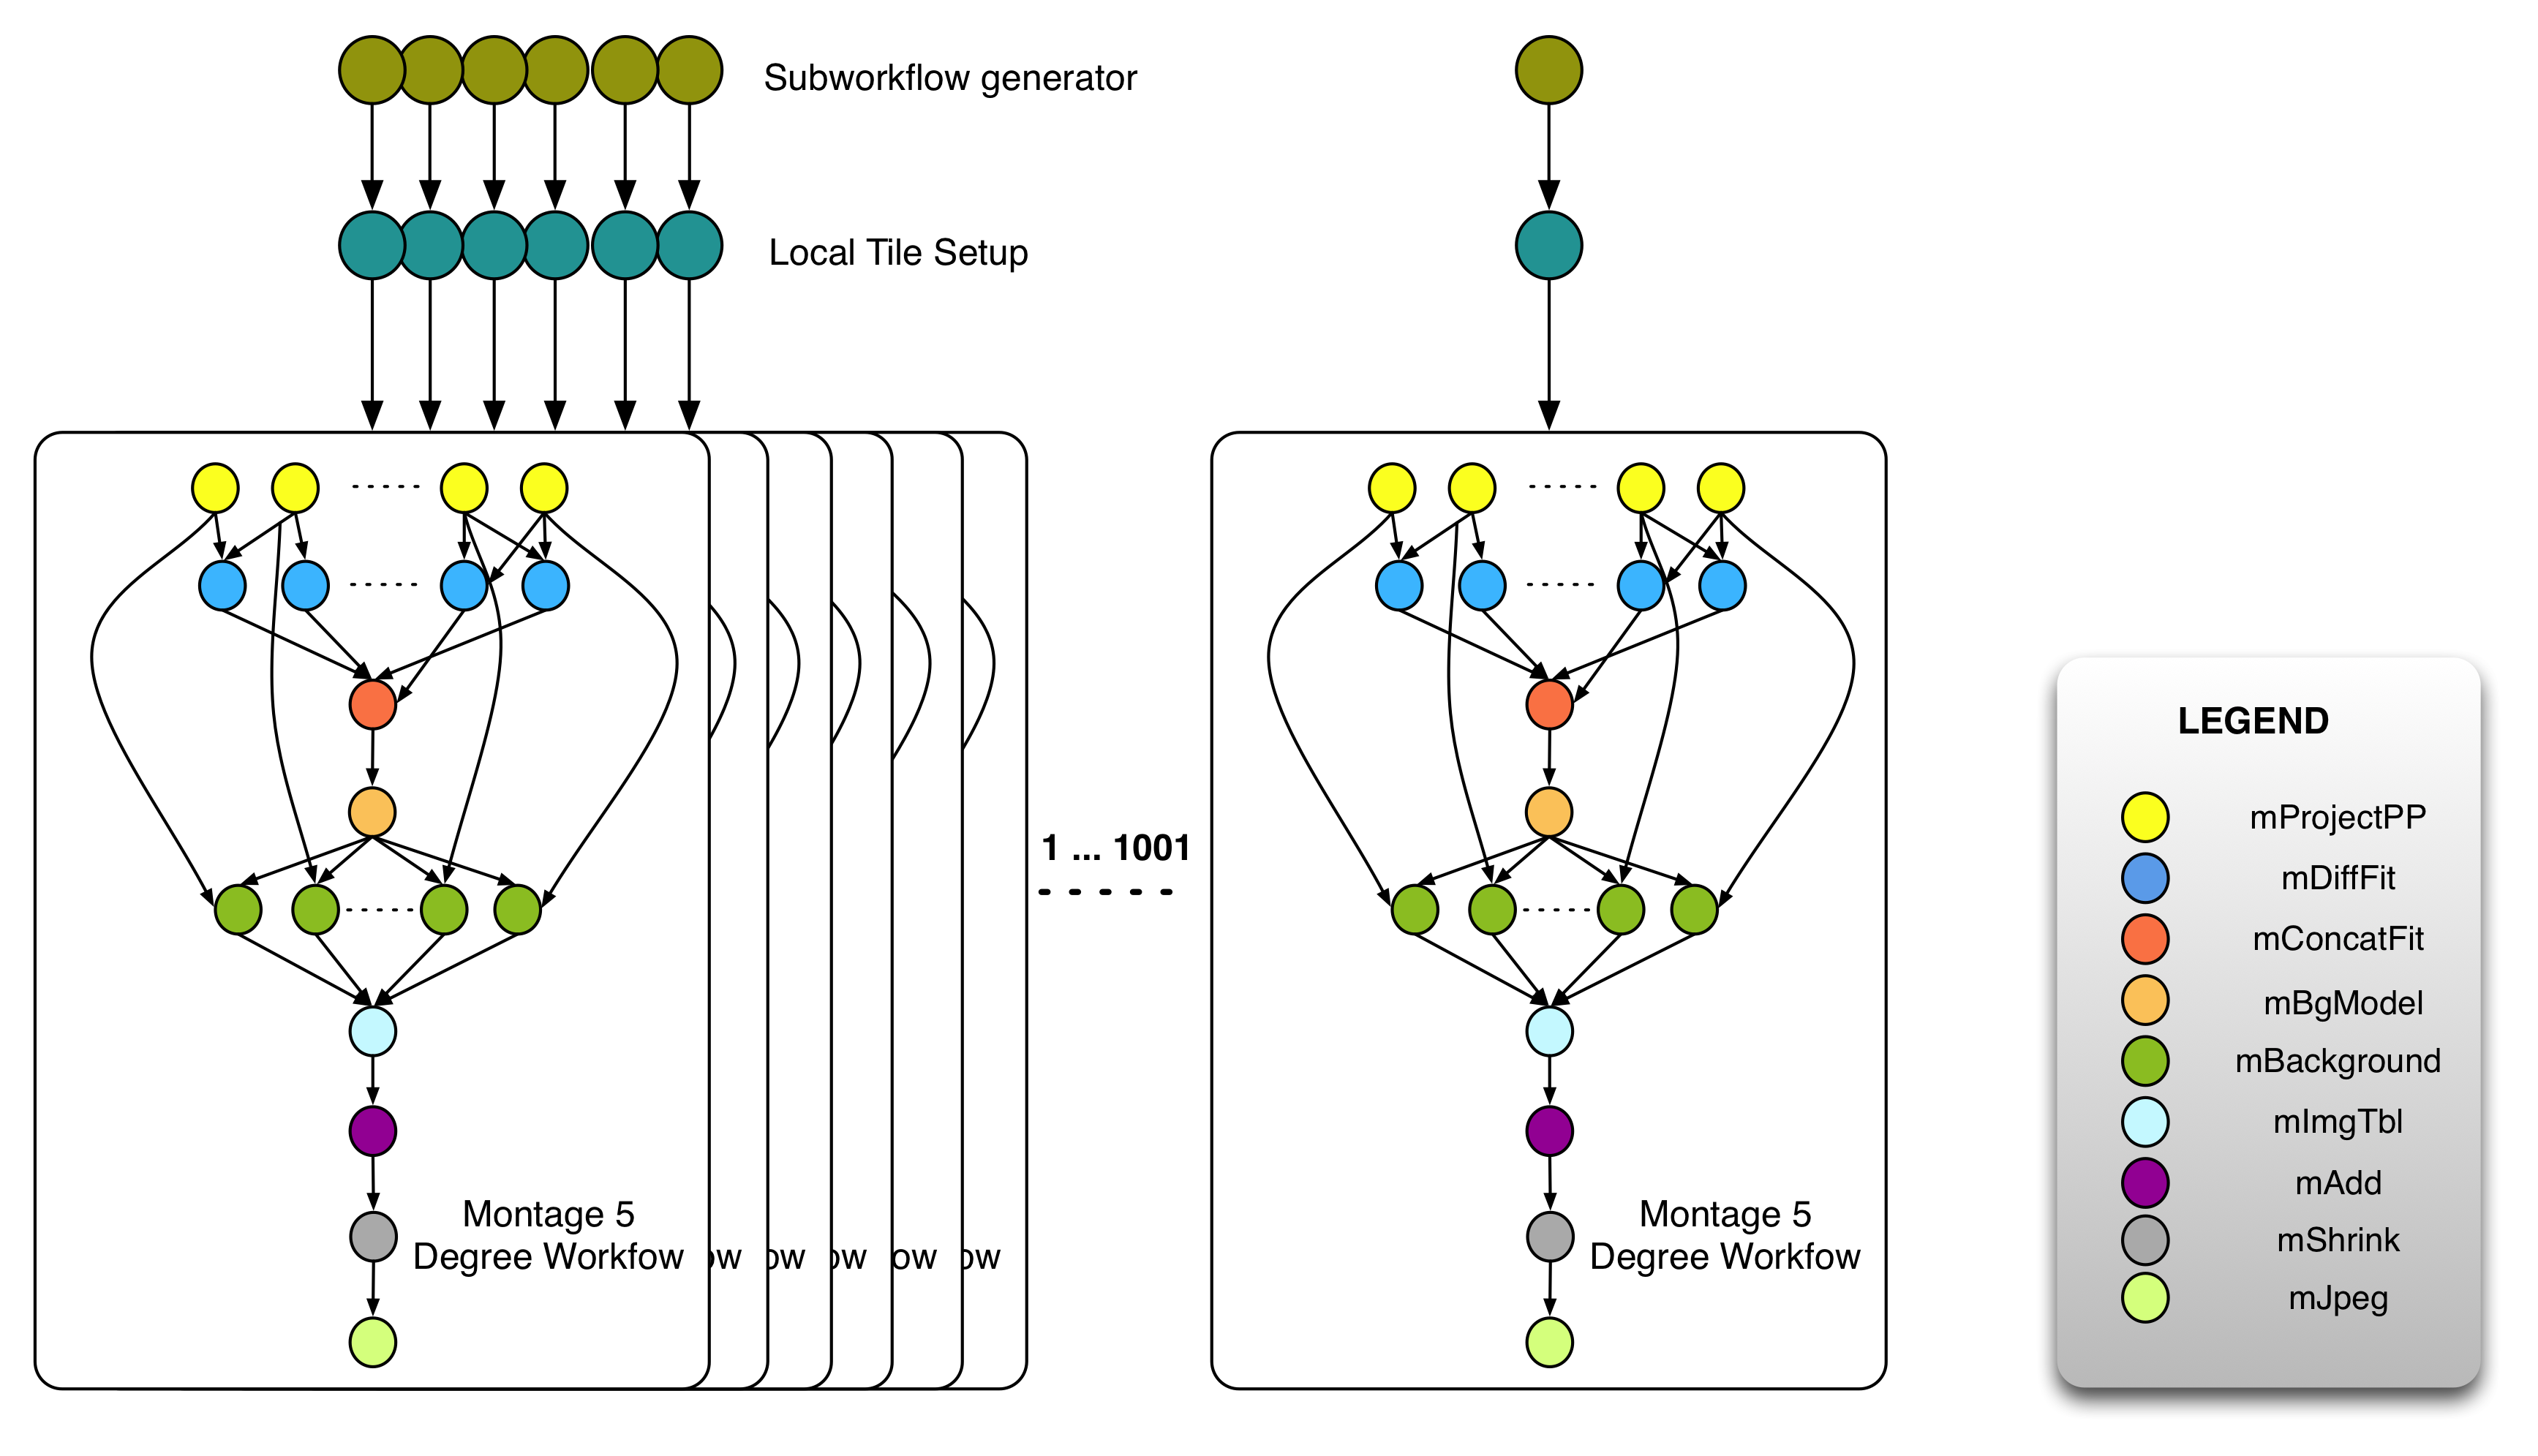 Subworkflow generator
Local Tile Setup
1 ... 1001
Montage 5
Degree Workfow
ow
ow
ow
ow
ow
Montage 5
Degree Workfow
LEGEND
mProjectPP
mDiffFit
mConcatFit
mBgModel
mBackground
mImgTbl
mAdd
mShrink
mJpeg